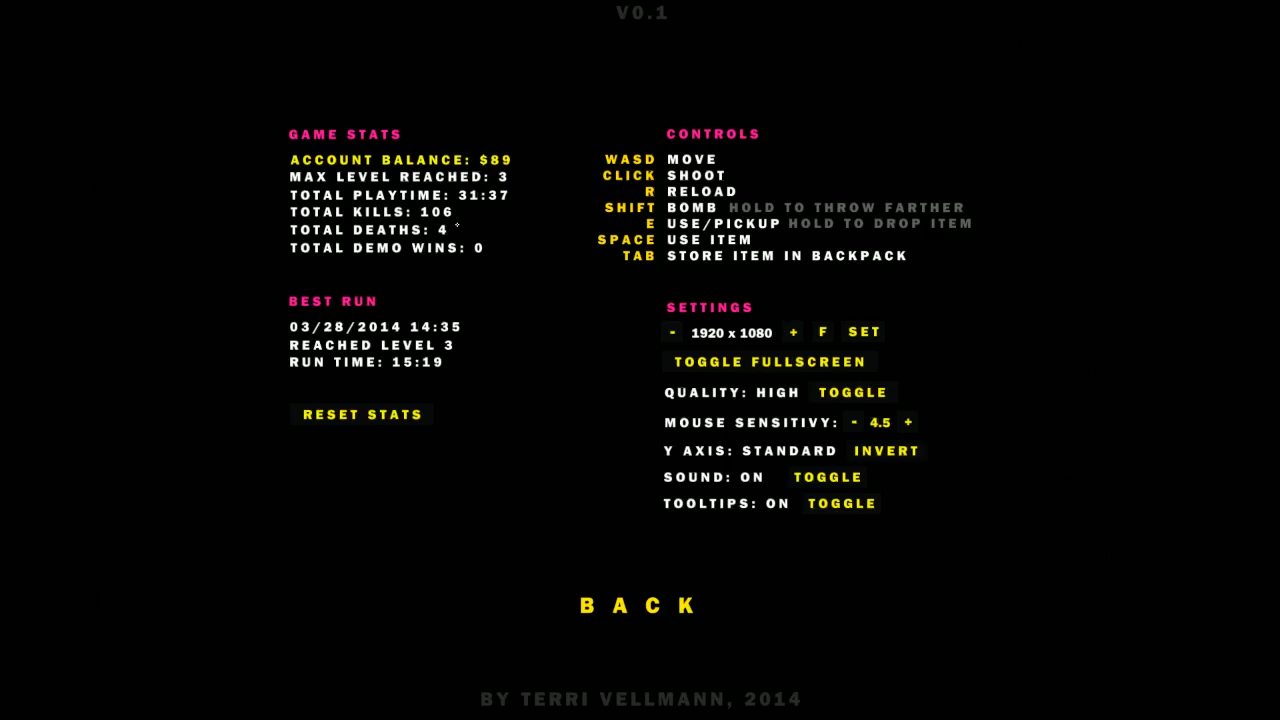 V0.1
GAME STATS
ACCOUNT BALANCE: $89
MAX LEVEL REACHED: 3
TOTAL PLAYTIME: 31:37
TOTAL KILLS: 106
TOTAL DEATHS: 4
TOTAL DEMO WINS: 0
BEST RUN
03/28/2014 14:35
REACHED LEVEL 3
RUN TIME: 15:19
RESET STATS
CONTROLS
WASD MOVE
CLICK SHOOT
R RELOAD
SHIFT BOMB HOLD TO THROW FARTHER
E USE/PICKUP HOLD TO DROP ITEM
SPACE USE ITEM
TAB STORE ITEM IN BACKPACK
SETTINGS
- 1920 x 1080 + F SET
TOGGLE FULLSCREEN
QUALITY: HIGH TOGGLE
MOUSE SENSITIVY: - 4.5 +
Y AXIS: STANDARD INVERT
SOUND: ON TOGGLE
TOOLTIPS: ON TOGGLE
BACK
BY TERRI VELLMANN, 2014